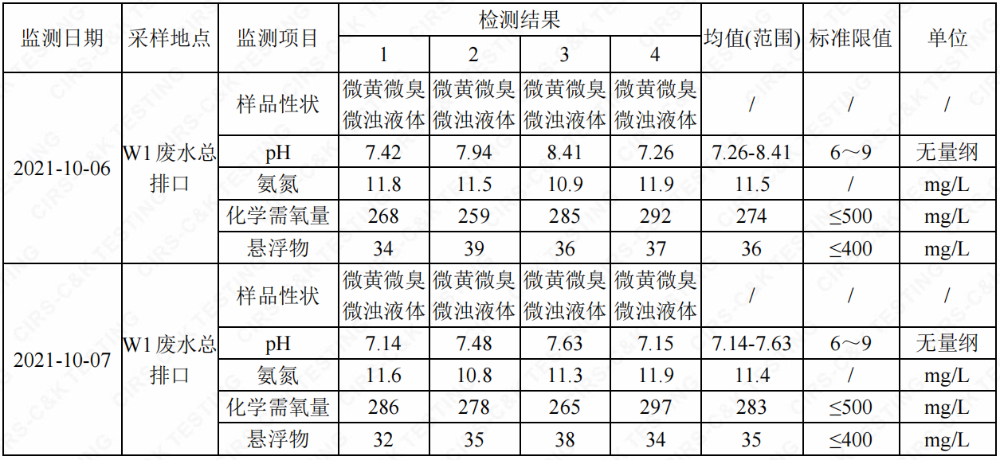 监测日期 采样地点 监测项目 检测结果 均值(范围) 标准限值 单位
1 2 3 4
2021-10-06 W1废水总排口 样品性状 微黄微臭微浊液体 微黄微臭微浊液体 微黄微臭微浊液体 微黄微臭微浊液体 / / /
pH 7.42 7.94 8.41 7.26 7.26-8.41 6～9 无量纲
氨氮 11.8 11.5 10.9 11.9 11.5 / mg/L
化学需氧量 268 259 285 292 274 ≤500 mg/L
悬浮物 34 39 36 37 36 ≤400 mg/L
2021-10-07 W1废水总排口 样品性状 微黄微臭微浊液体 微黄微臭微浊液体 微黄微臭微浊液体 微黄微臭微浊液体 / / /
pH 7.14 7.48 7.63 7.15 7.14-7.63 6～9 无量纲
氨氮 11.6 10.8 11.3 11.9 11.4 / mg/L
化学需氧量 286 278 265 297 283 ≤500 mg/L
悬浮物 32 35 38 34 35 ≤400 mg/L
CIRS-C&K TESTING